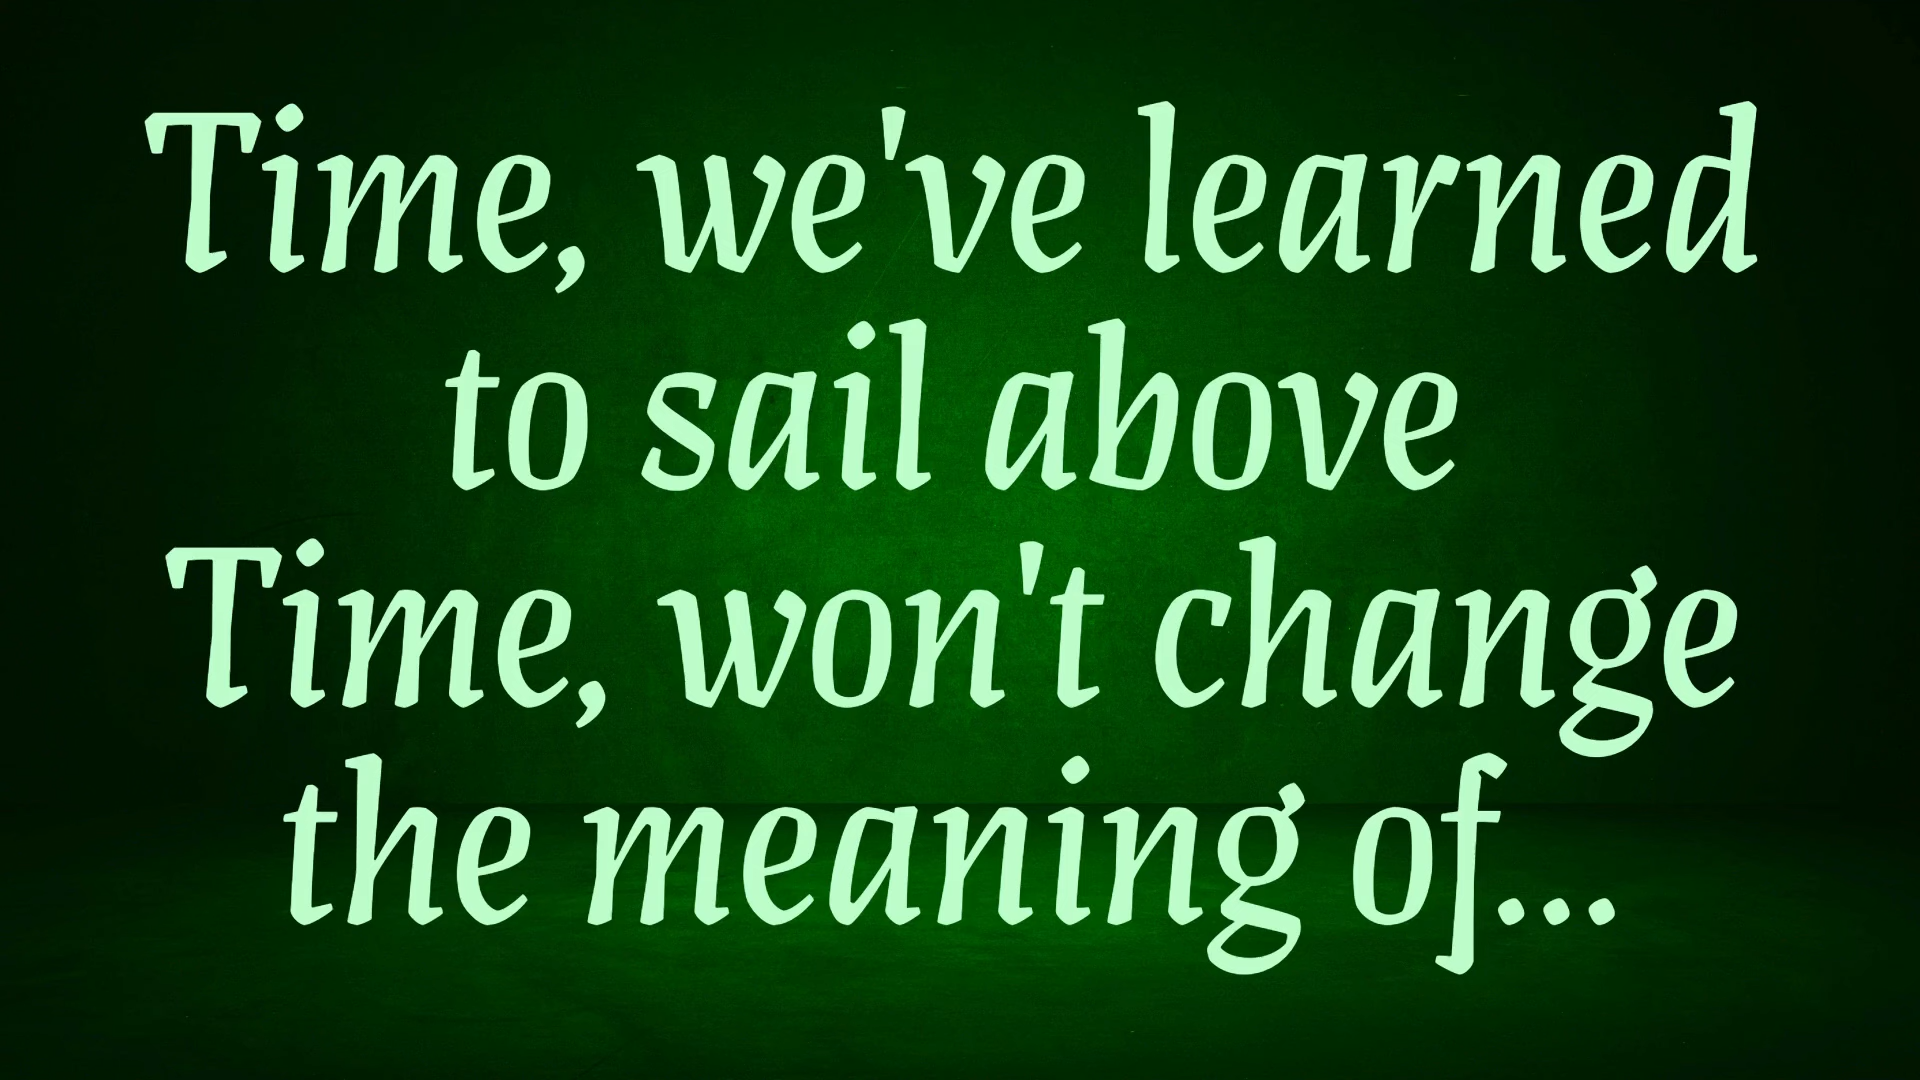 Time, we've learned
to sail above
Time, won't change
the meaning of...